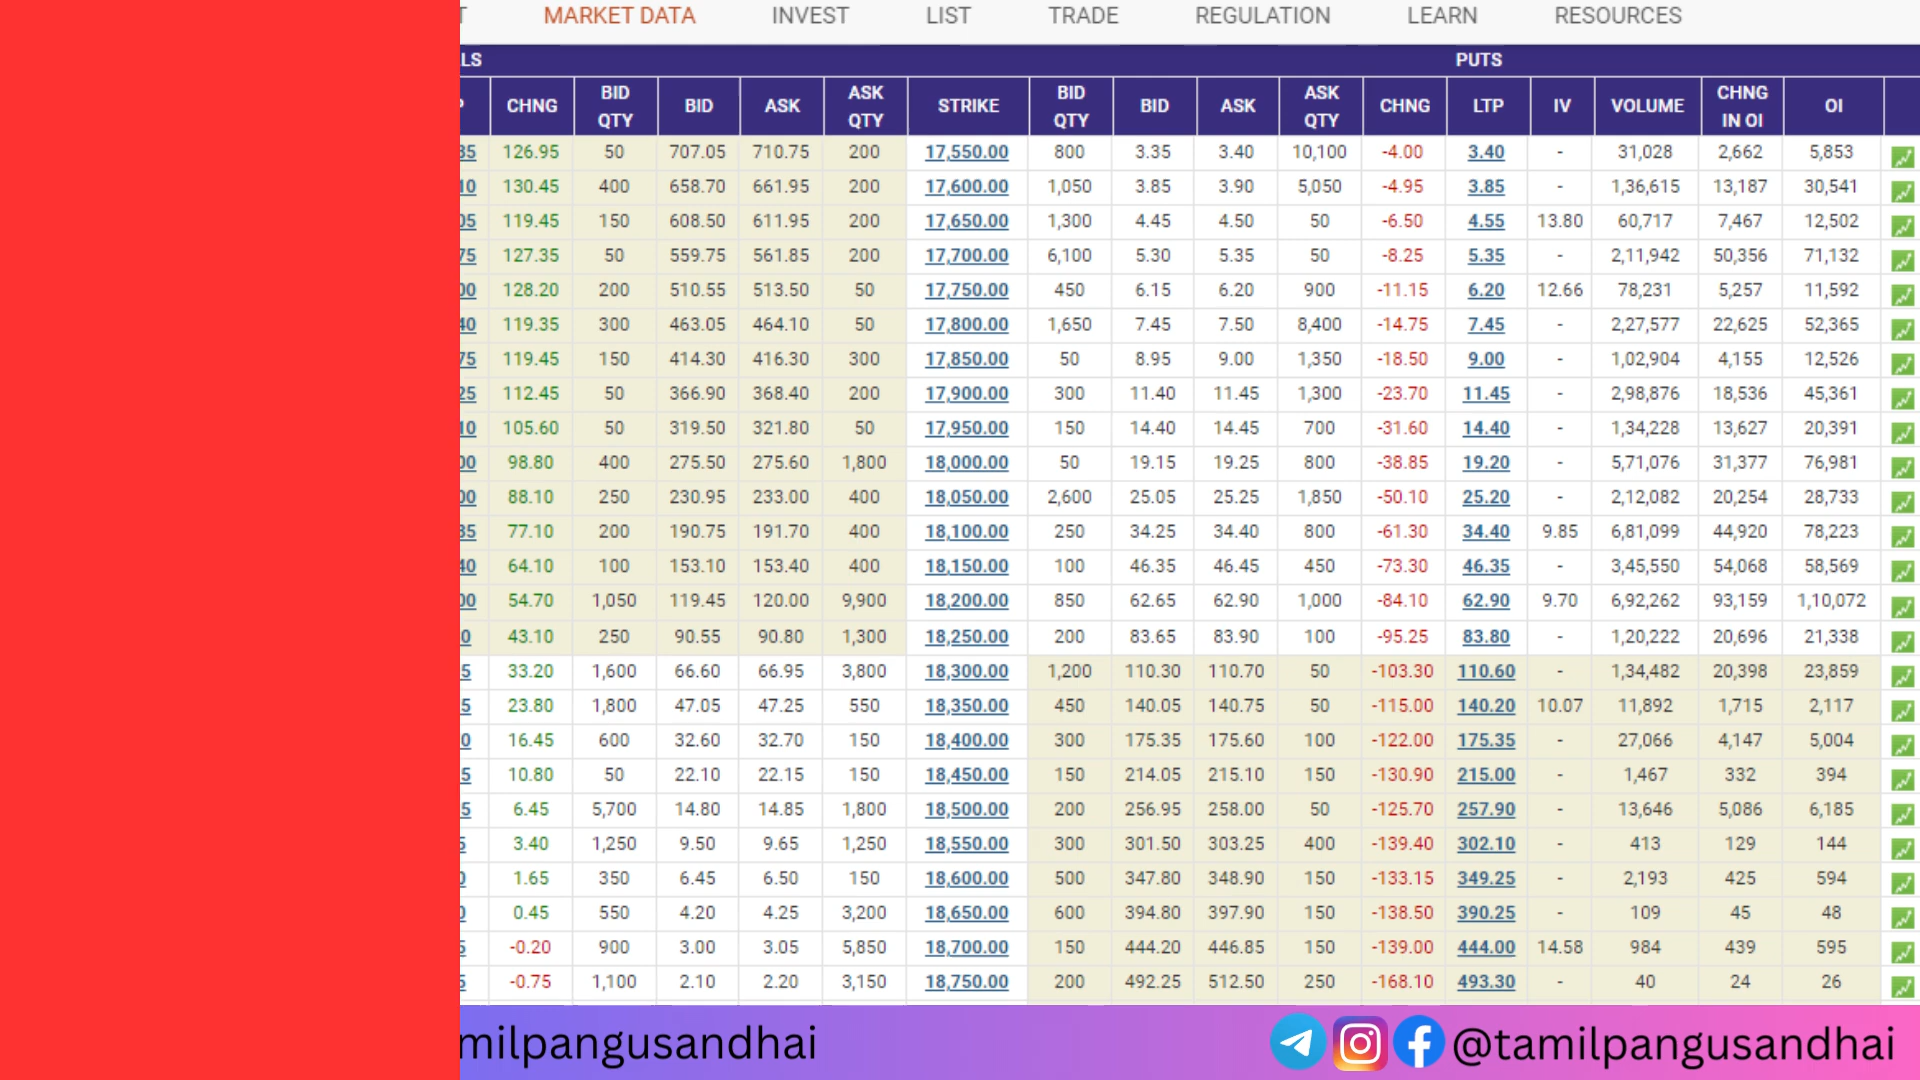 T MARKET DATA INVEST LIST TRADE REGULATION LEARN RESOURCES
LS PUTS
P CHNG BID QTY BID ASK ASK QTY STRIKE BID QTY BID ASK ASK QTY CHNG LTP IV VOLUME CHNG IN OI OI
35 126.95 50 707.05 710.75 200 17,550.00 800 3.35 3.40 10,100 -4.00 3.40 - 31,028 2,662 5,853
10 130.45 400 658.70 661.95 200 17,600.00 1,050 3.85 3.90 5,050 -4.95 3.85 - 1,36,615 13,187 30,541
05 119.45 150 608.50 611.95 200 17,650.00 1,300 4.45 4.50 50 -6.50 4.55 13.80 60,717 7,467 12,502
75 127.35 50 559.75 561.85 200 17,700.00 6,100 5.30 5.35 50 -8.25 5.35 - 2,11,942 50,356 71,132
00 128.20 200 510.55 513.50 50 17,750.00 450 6.15 6.20 900 -11.15 6.20 12.66 78,231 5,257 11,592
40 119.35 300 463.05 464.10 50 17,800.00 1,650 7.45 7.50 8,400 -14.75 7.45 - 2,27,577 22,625 52,365
75 119.45 150 414.30 416.30 300 17,850.00 50 8.95 9.00 1,350 -18.50 9.00 - 1,02,904 4,155 12,526
25 112.45 50 366.90 368.40 200 17,900.00 300 11.40 11.45 1,300 -23.70 11.45 - 2,98,876 18,536 45,361
10 105.60 50 319.50 321.80 50 17,950.00 150 14.40 14.45 700 -31.60 14.40 - 1,34,228 13,627 20,391
00 98.80 400 275.50 275.60 1,800 18,000.00 50 19.15 19.25 800 -38.85 19.20 - 5,71,076 31,377 76,981
00 88.10 250 230.95 233.00 400 18,050.00 2,600 25.05 25.25 1,850 -50.10 25.20 - 2,12,082 20,254 28,733
35 77.10 200 190.75 191.70 400 18,100.00 250 34.25 34.40 800 -61.30 34.40 9.85 6,81,099 44,920 78,223
40 64.10 100 153.10 153.40 400 18,150.00 100 46.35 46.45 450 -73.30 46.35 - 3,45,550 54,068 58,569
00 54.70 1,050 119.45 120.00 9,900 18,200.00 850 62.65 62.90 1,000 -84.10 62.90 9.70 6,92,262 93,159 1,10,072
0 43.10 250 90.55 90.80 1,300 18,250.00 200 83.65 83.90 100 -95.25 83.80 - 1,20,222 20,696 21,338
5 33.20 1,600 66.60 66.95 3,800 18,300.00 1,200 110.30 110.70 50 -103.30 110.60 - 1,34,482 20,398 23,859
5 23.80 1,800 47.05 47.25 550 18,350.00 450 140.05 140.75 50 -115.00 140.20 10.07 11,892 1,715 2,117
0 16.45 600 32.60 32.70 150 18,400.00 300 175.35 175.60 100 -122.00 175.35 - 27,066 4,147 5,004
5 10.80 50 22.10 22.15 150 18,450.00 150 214.05 215.10 150 -130.90 215.00 - 1,467 332 394
5 6.45 5,700 14.80 14.85 1,800 18,500.00 200 256.95 258.00 50 -125.70 257.90 - 13,646 5,086 6,185
5 3.40 1,250 9.50 9.65 1,250 18,550.00 300 301.50 303.25 400 -139.40 302.10 - 413 129 144
0 1.65 350 6.45 6.50 150 18,600.00 500 347.80 348.90 150 -133.15 349.25 - 2,193 425 594
0 0.45 550 4.20 4.25 3,200 18,650.00 600 394.80 397.90 150 -138.50 390.25 - 109 45 48
5 -0.20 900 3.00 3.05 5,850 18,700.00 150 444.20 446.85 150 -139.00 444.00 14.58 984 439 595
5 -0.75 1,100 2.10 2.20 3,150 18,750.00 200 492.25 512.50 250 -168.10 493.30 - 40 24 26
milpangusandhai @tamilpangusandhai